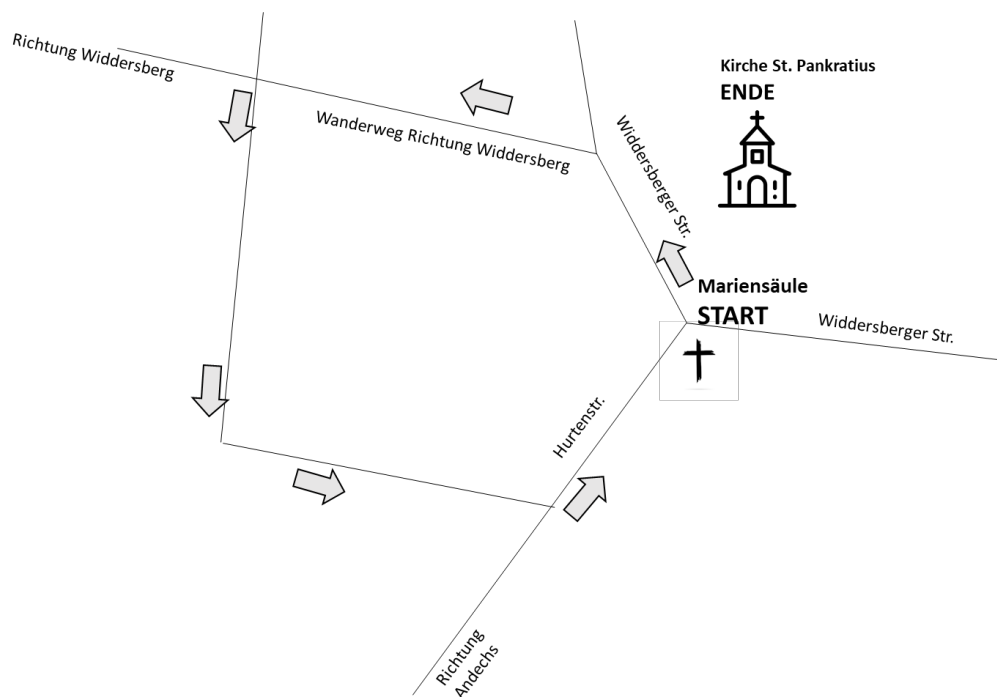 Richtung Widdersberg
Wanderweg Richtung Widdersberg
Widdersberger Str.
Kirche St. Pankratius
ENDE
Mariensäule
START
Widdersberger Str.
Hurtenstr.
Richtung
Andechs